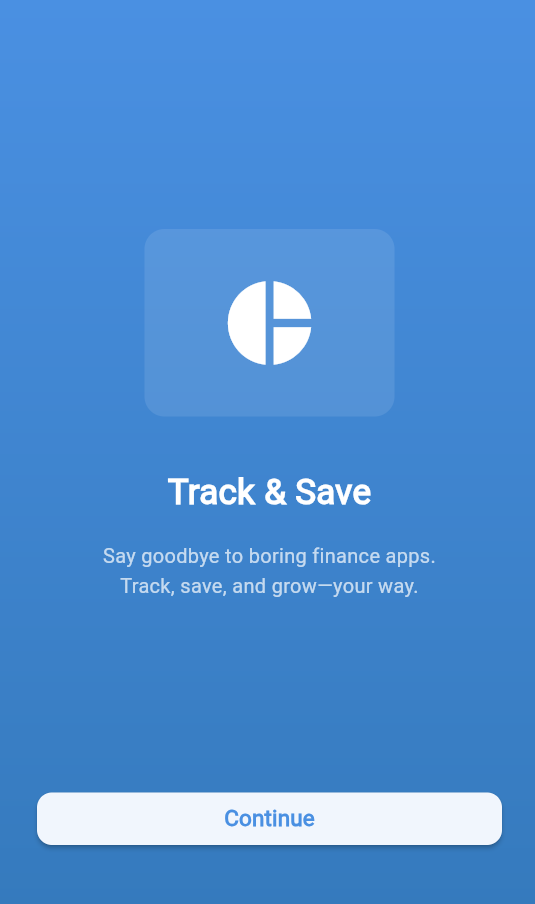 Track & Save
Say goodbye to boring finance apps.
Track, save, and grow—your way.
Continue